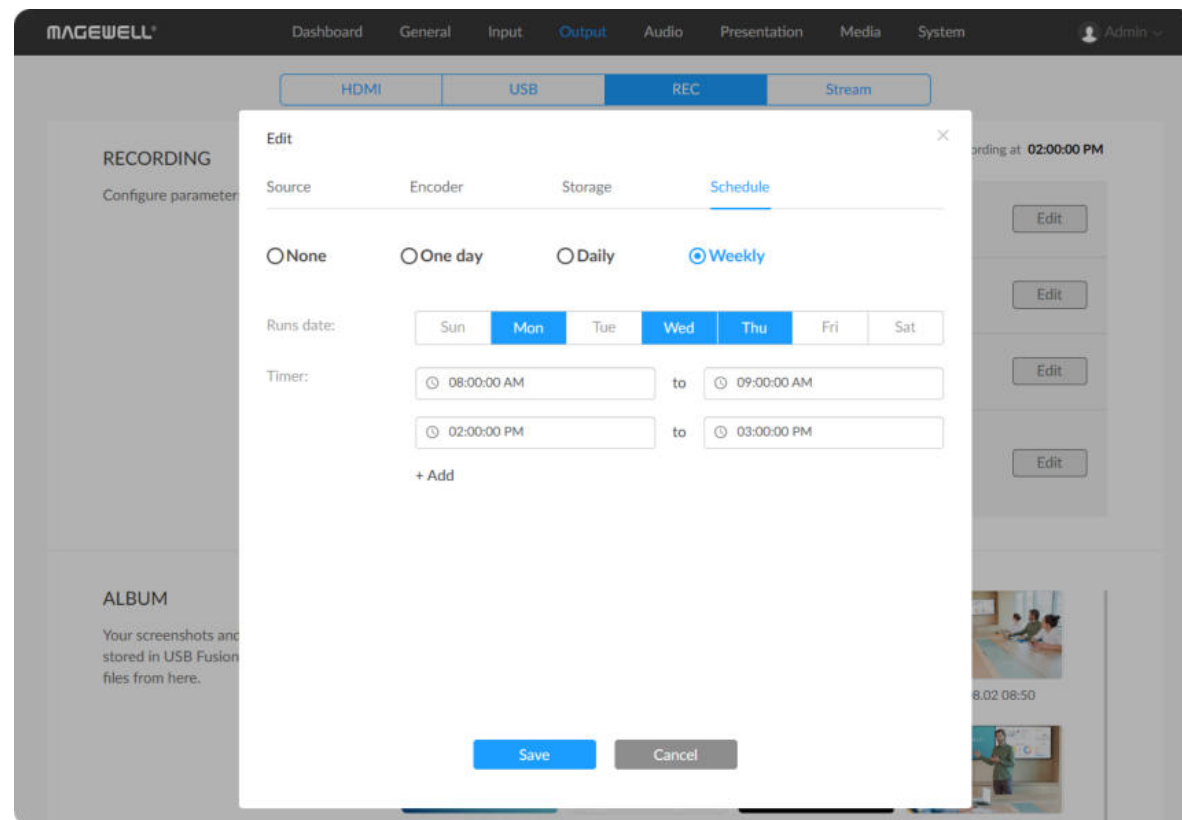 MAGEWELL®
Dashboard General Input Output Audio Presentation Media System Admin
HDMI USB REC Stream
Edit
RECORDING
ording at 02:00:00 PM
Configure parameter
Source Encoder Storage Schedule
Edit
None One day Daily Weekly
Edit
Runs date: Sun Mon Tue Wed Thu Fri Sat
Timer: 08:00:00 AM to 09:00:00 AM
Edit
02:00:00 PM to 03:00:00 PM
+ Add
Edit
ALBUM
Your screenshots and
stored in USB Fusion
files from here.
8.02 08:50
Save Cancel